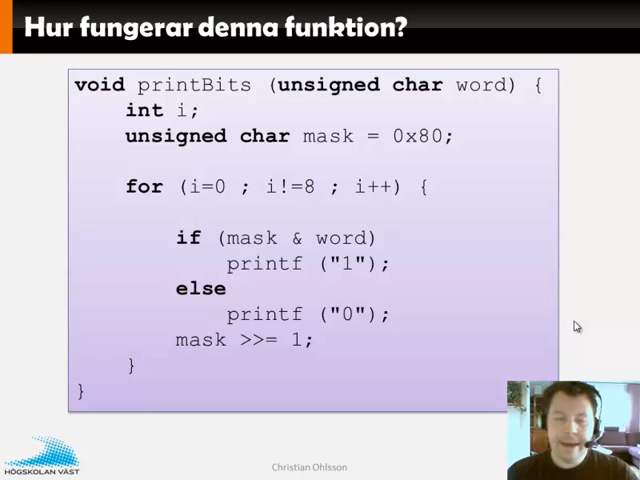 Hur fungerar denna funktion?
void printBits (unsigned char word) {
int i;
unsigned char mask = 0x80;
for (i=0 ; i!=8 ; i++) {
if (mask & word)
printf ("1");
else
printf ("0");
mask >>= 1;
}
}
HÖGSKOLAN VÄST
Christian Ohlsson